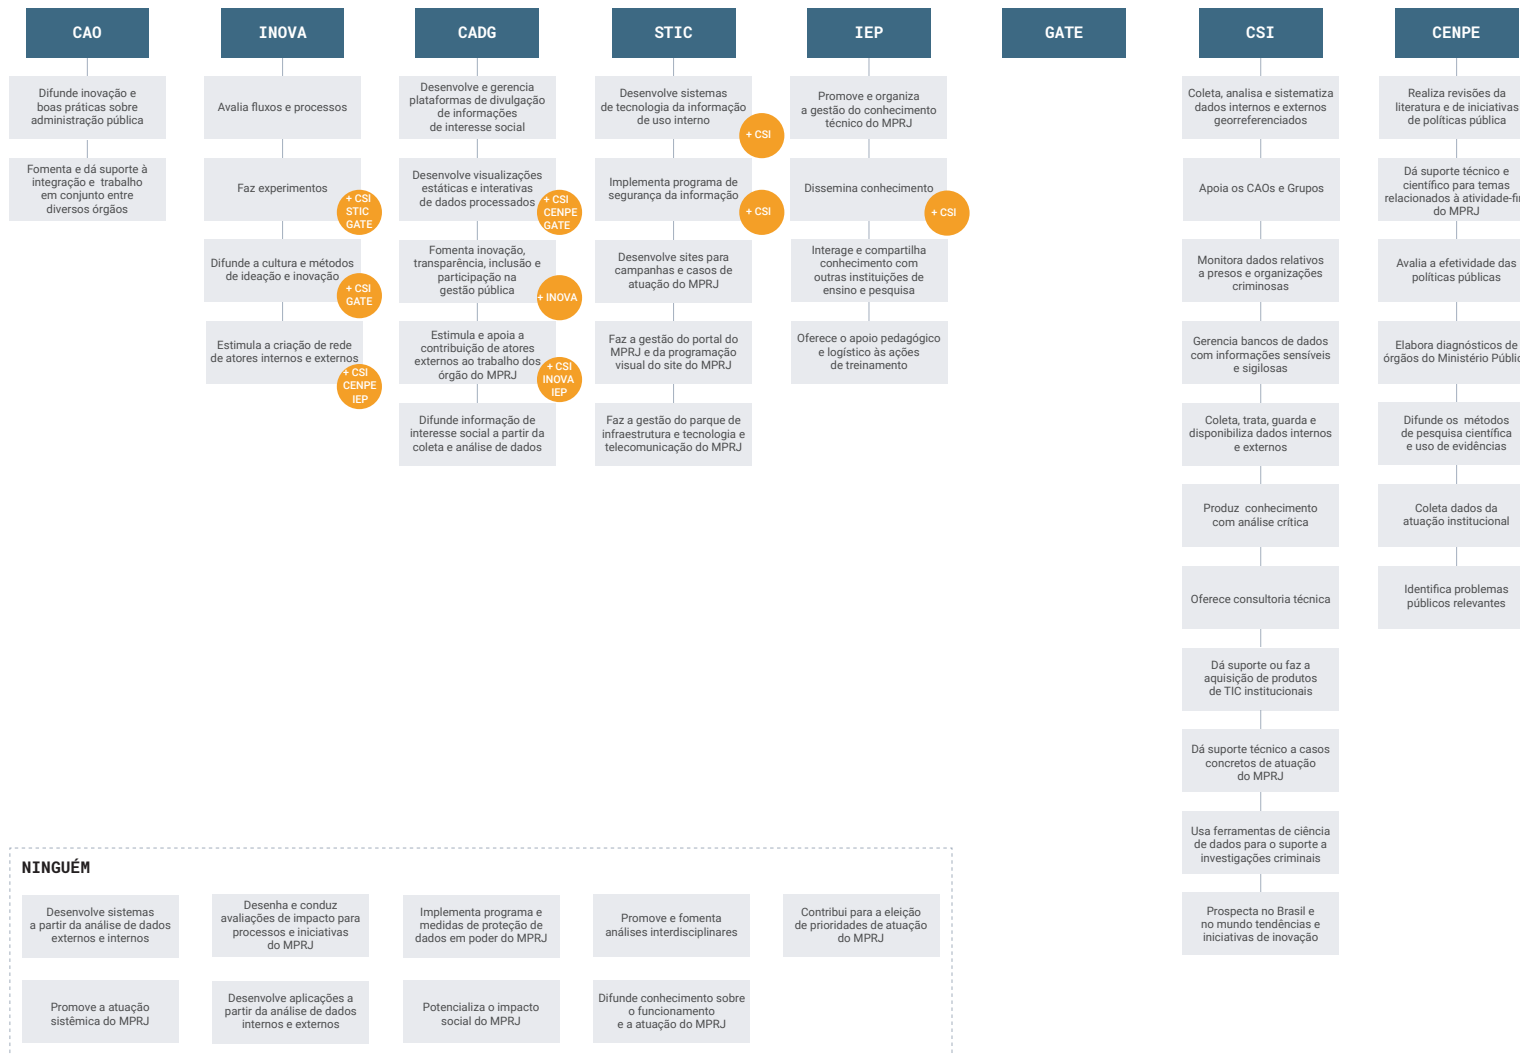 CAO
Difunde inovação e
boas práticas sobre
administração pública
Fomenta e dá suporte à
integração e trabalho
em conjunto entre
diversos órgãos
INOVA
Avalia fluxos e processos
Faz experimentos
+ CSI
STIC
GATE
Difunde a cultura e métodos
de ideação e inovação
+ CSI
GATE
Estimula a criação de rede
de atores internos e externos
+ CSI
CENPE
IEP
CADG
Desenvolve e gerencia
plataformas de divulgação
de informações
de interesse social
Desenvolve visualizações
estáticas e interativas
de dados processados
+ CSI
CENPE
GATE
Fomenta inovação,
transparência, inclusão e
participação na
gestão pública
+ INOVA
Estimula e apoia a
contribuição de atores
externos ao trabalho dos
órgão do MPRJ
+ CSI
INOVA
IEP
Difunde informação de
interesse social a partir da
coleta e análise de dados
STIC
Desenvolve sistemas
de tecnologia da informação
de uso interno
+ CSI
Implementa programa de
segurança da informação
+ CSI
Desenvolve sites para
campanhas e casos de
atuação do MPRJ
Faz a gestão do portal do
MPRJ e da programação
visual do site do MPRJ
Faz a gestão do parque de
infraestrutura e tecnologia e
telecomunicação do MPRJ
IEP
Promove e organiza
a gestão do conhecimento
técnico do MPRJ
Dissemina conhecimento
+ CSI
Interage e compartilha
conhecimento com
outras instituições de
ensino e pesquisa
Oferece o apoio pedagógico
e logístico às ações
de treinamento
GATE
CSI
Coleta, analisa e sistematiza
dados internos e externos
georreferenciados
Apoia os CAOs e Grupos
Monitora dados relativos
a presos e organizações
criminosas
Gerencia bancos de dados
com informações sensíveis
e sigilosas
Coleta, trata, guarda e
disponibiliza dados internos
e externos
Produz conhecimento
com análise crítica
Oferece consultoria técnica
Dá suporte ou faz a
aquisição de produtos
de TIC institucionais
Dá suporte técnico a casos
concretos de atuação
do MPRJ
Usa ferramentas de ciência
de dados para o suporte a
investigações criminais
Prospecta no Brasil e
no mundo tendências e
iniciativas de inovação
CENPE
Realiza revisões da
literatura e de iniciativas
de políticas pública
Dá suporte técnico e
científico para temas
relacionados à
do MPRJ
Avalia a efetividade das
políticas públicas
Elabora diagnósticos de
órgãos do Ministério
Difunde os métodos
de pesquisa científica
e uso de evidências
Coleta dados da
atuação institucional
Identifica problemas
públicos relevantes
NINGUÉM
Desenvolve sistemas
a partir da análise de dados
externos e internos
Desenha e conduz
avaliações de impacto para
processos e iniciativas
do MPRJ
Implementa programa e
medidas de proteção de
dados em poder do MPRJ
Promove e fomenta
análises interdisciplinares
Contribui para a eleição
de prioridades de atuação
do MPRJ
Promove a atuação
sistêmica do MPRJ
Desenvolve aplicações a
partir da análise de dados
internos e externos
Potencializa o impacto
social do MPRJ
Difunde conhecimento sobre
o funcionamento
e a atuação do MPRJ